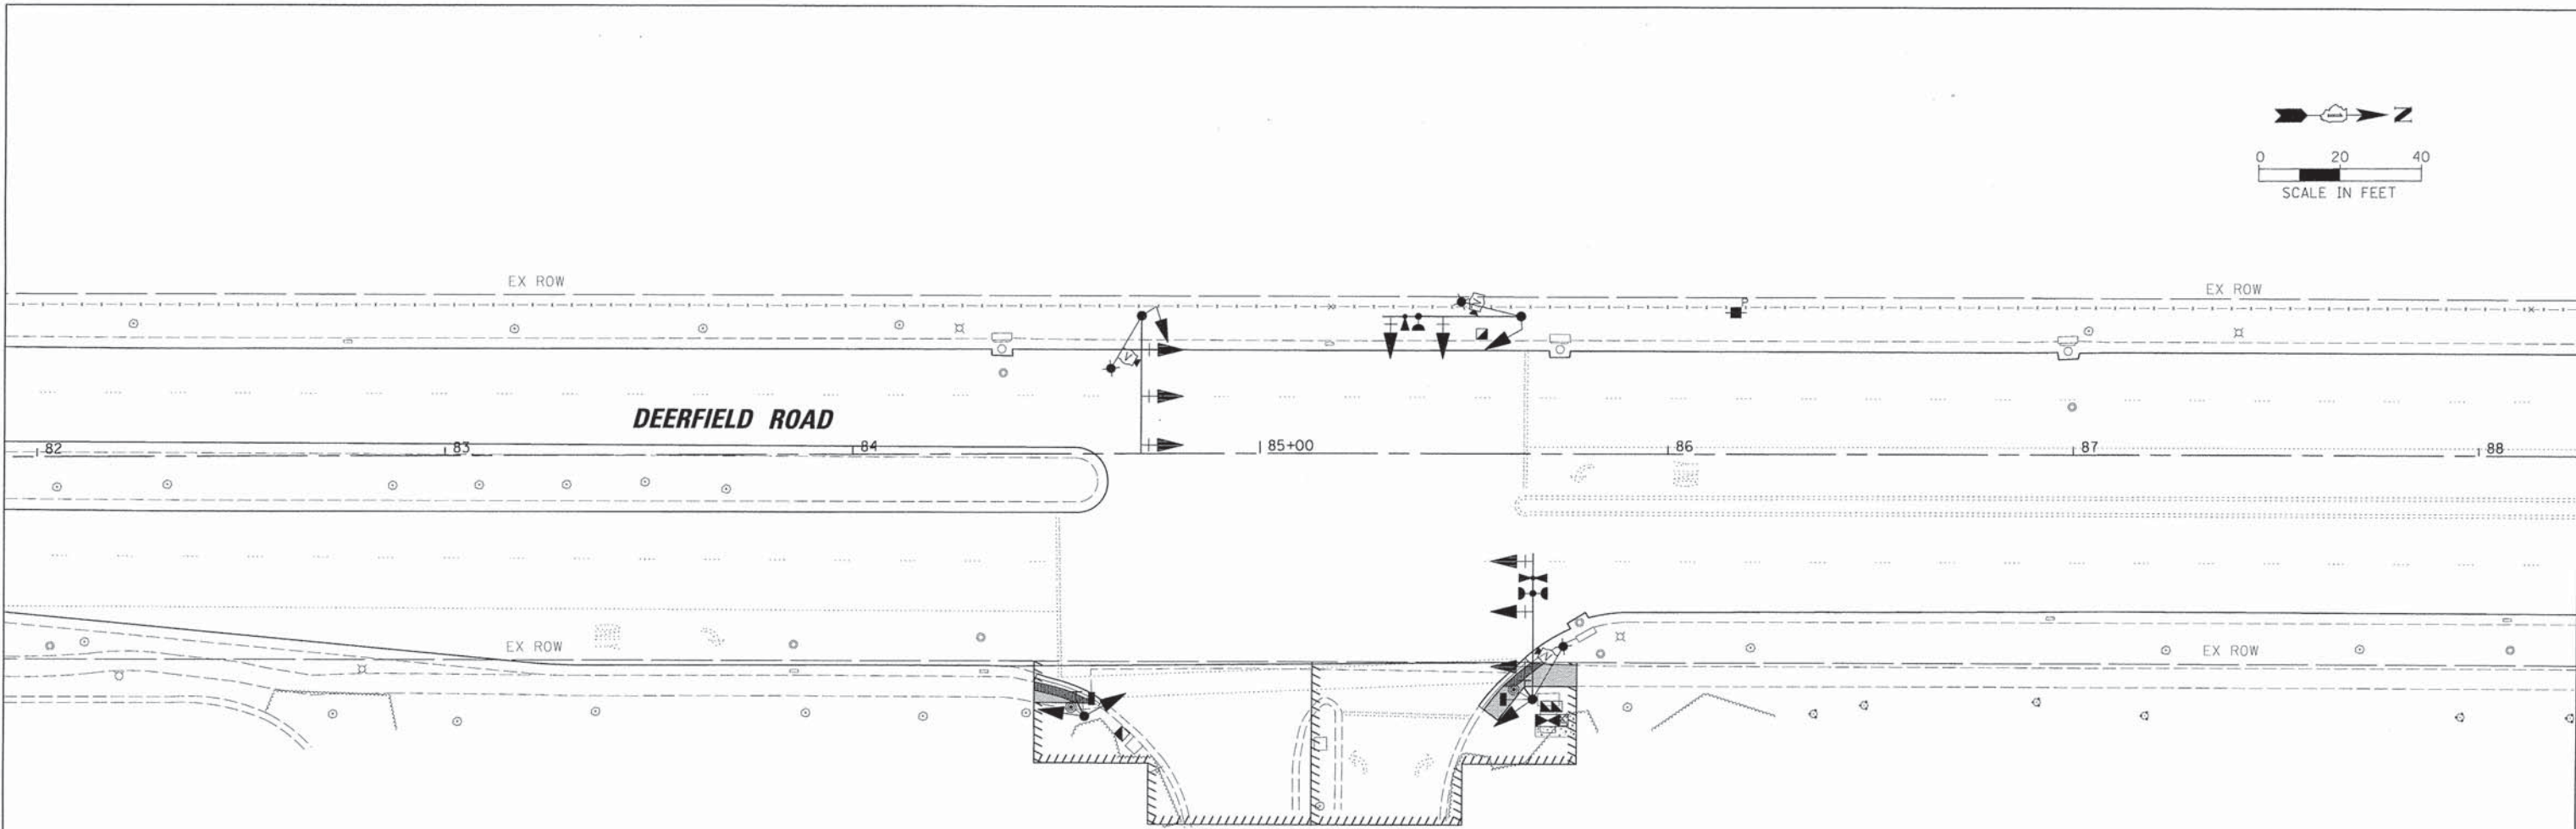 N
0 20 40
SCALE IN FEET
EX ROW
EX ROW
P
V
V
DEERFIELD ROAD
82 83 84 85+00 86 87 88
EX ROW
V
EX ROW